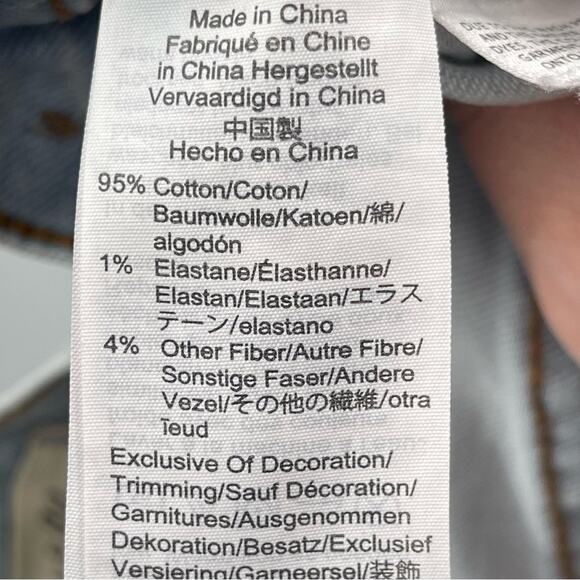 Made in China
Fabriqué en Chine
in China Hergestellt
Vervaardigd in China
中国製
Hecho en China
95% Cotton/Coton/
Baumwolle/Katoen/綿/
algodón
1% Elastane/Élasthanne/
Elastan/Elastaan/エラス
テーン/elastano
4% Other Fiber/Autre Fibre/
Sonstige Faser/Andere
Vezel/その他の繊維/otra
Teud
Exclusive Of Decoration/
Trimming/Sauf Décoration/
Garnitures/Ausgenommen
Dekoration/Besatz/Exclusief
Versiering/Garneersel/装飾